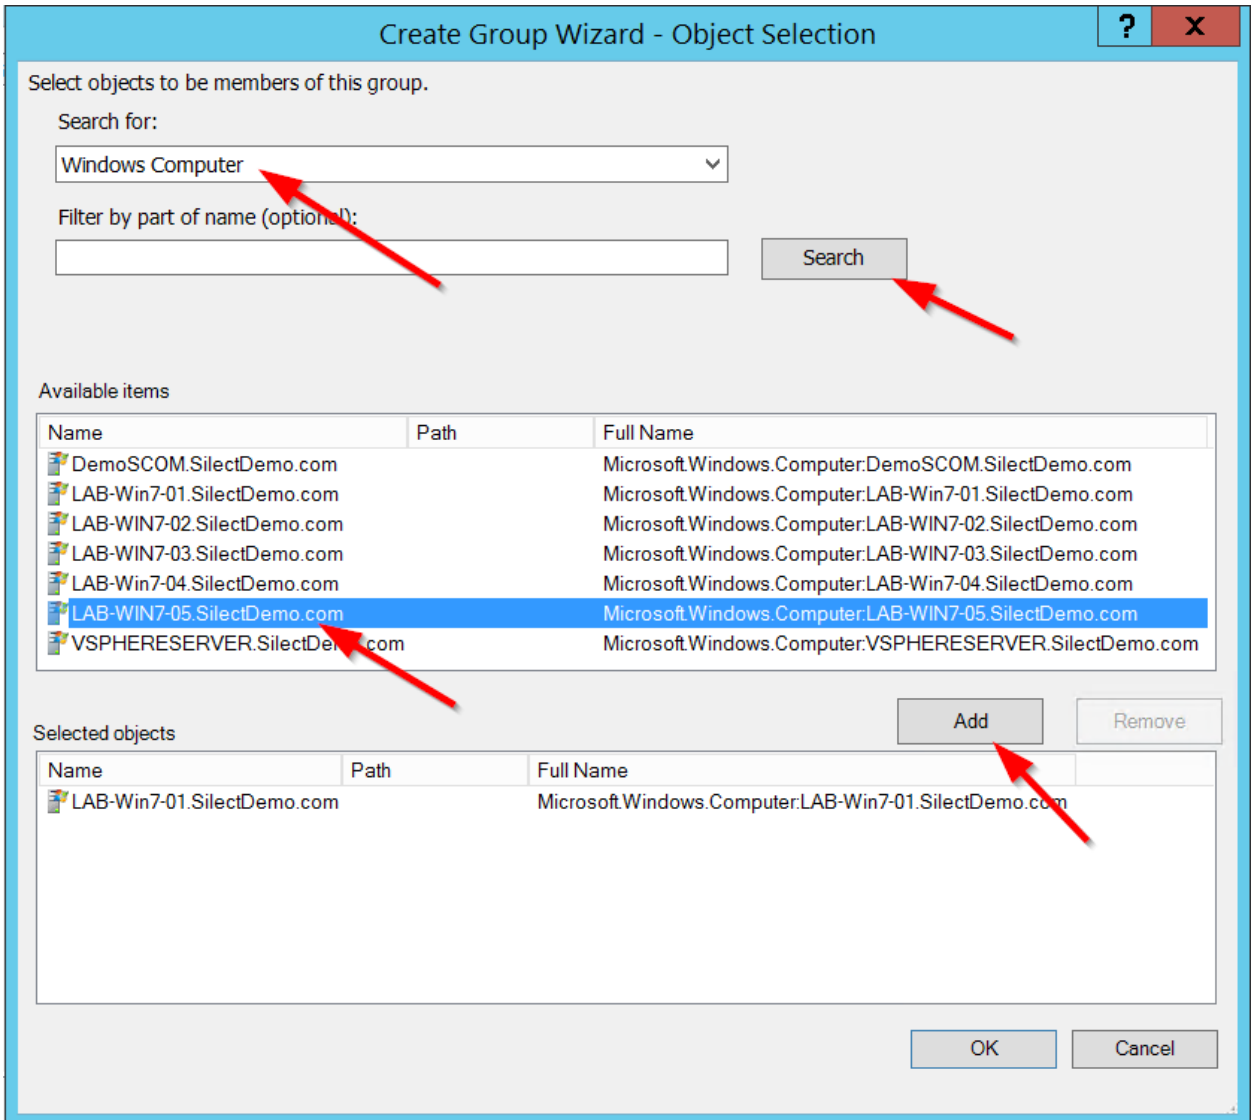 Create Group Wizard - Object Selection ? X
Select objects to be members of this group.
Search for:
Windows Computer
Filter by part of name (optional):
Search
Available items
Name Path Full Name
DemoSCOM.SilectDemo.com Microsoft.Windows.Computer:DemoSCOM.SilectDemo.com
LAB-Win7-01.SilectDemo.com Microsoft.Windows.Computer:LAB-Win7-01.SilectDemo.com
LAB-WIN7-02.SilectDemo.com Microsoft.Windows.Computer:LAB-WIN7-02.SilectDemo.com
LAB-WIN7-03.SilectDemo.com Microsoft.Windows.Computer:LAB-WIN7-03.SilectDemo.com
LAB-Win7-04.SilectDemo.com Microsoft.Windows.Computer:LAB-Win7-04.SilectDemo.com
LAB-WIN7-05.SilectDemo.com Microsoft.Windows.Computer:LAB-WIN7-05.SilectDemo.com
VSPHERESERVER.SilectDemo.com Microsoft.Windows.Computer:VSPHERESERVER.SilectDemo.com
Add Remove
Selected objects
Name Path Full Name
LAB-Win7-01.SilectDemo.com Microsoft.Windows.Computer:LAB-Win7-01.SilectDemo.com
OK Cancel